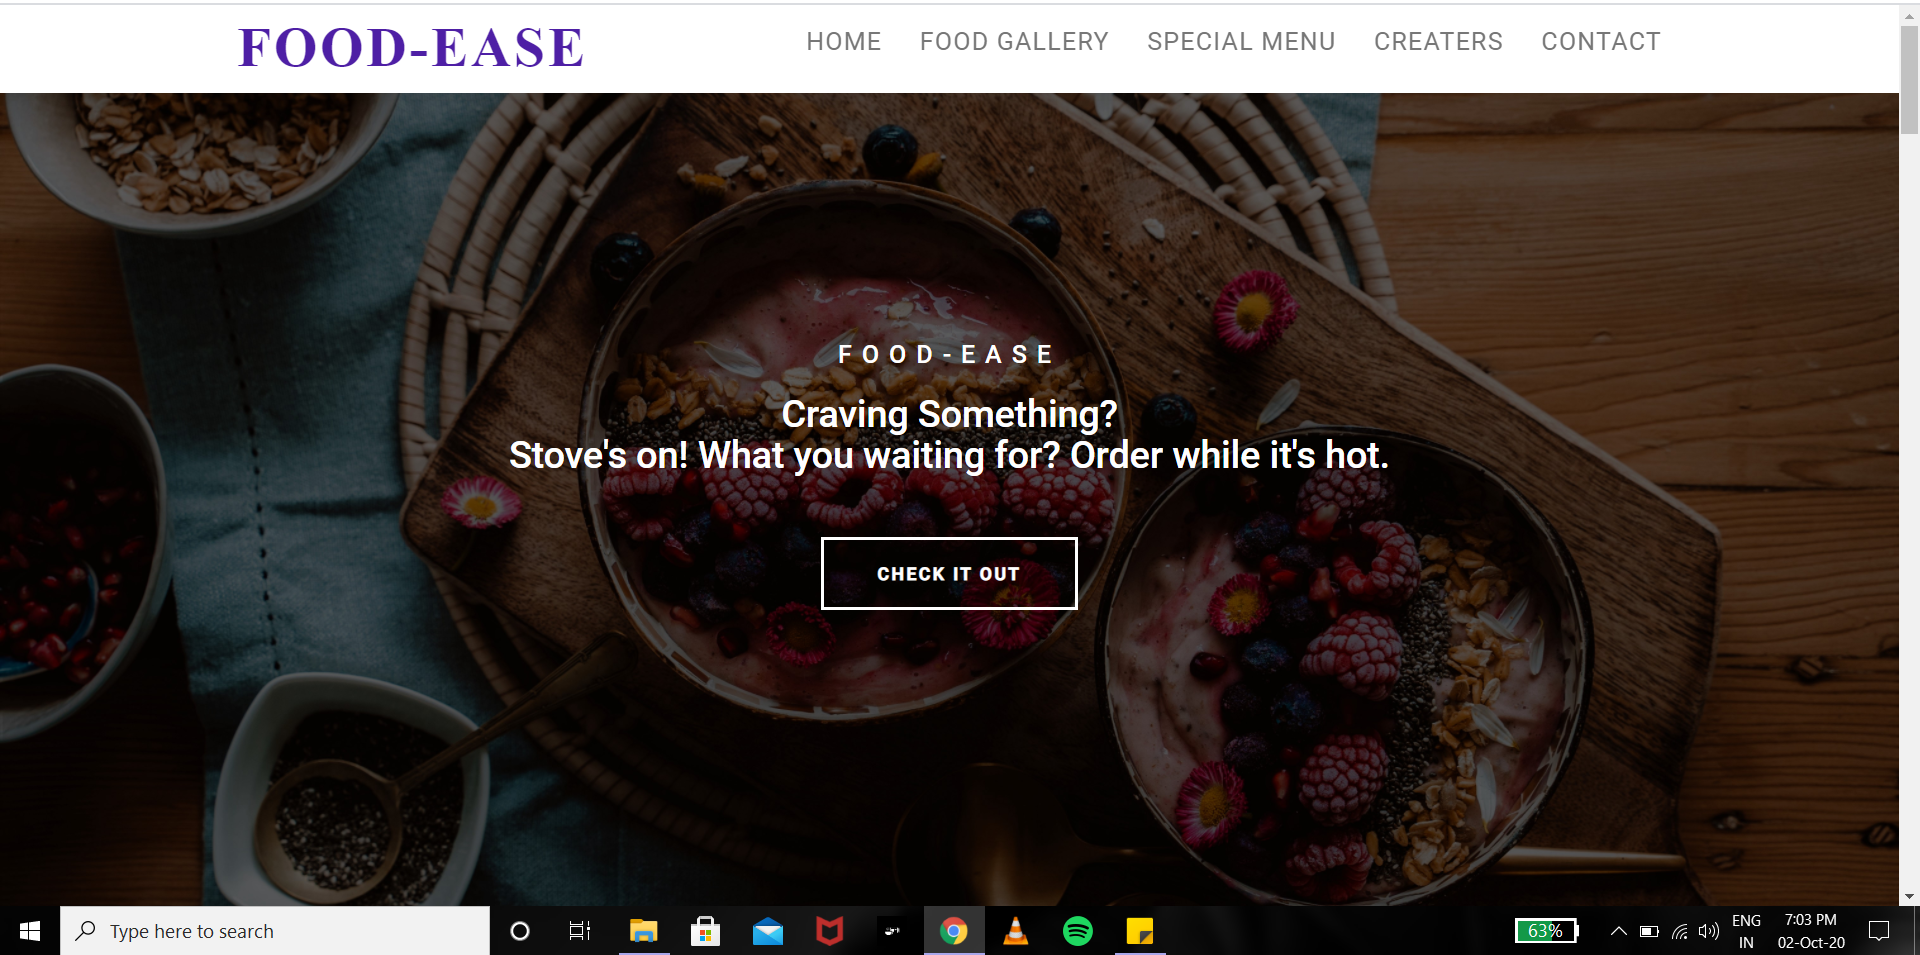 FOOD-EASE
HOME FOOD GALLERY SPECIAL MENU CREATERS CONTACT
FOOD-EASE
Craving Something?
Stove's on! What you waiting for? Order while it's hot.
CHECK IT OUT
Type here to search
63%
ENG
IN
7:03 PM
02-Oct-20